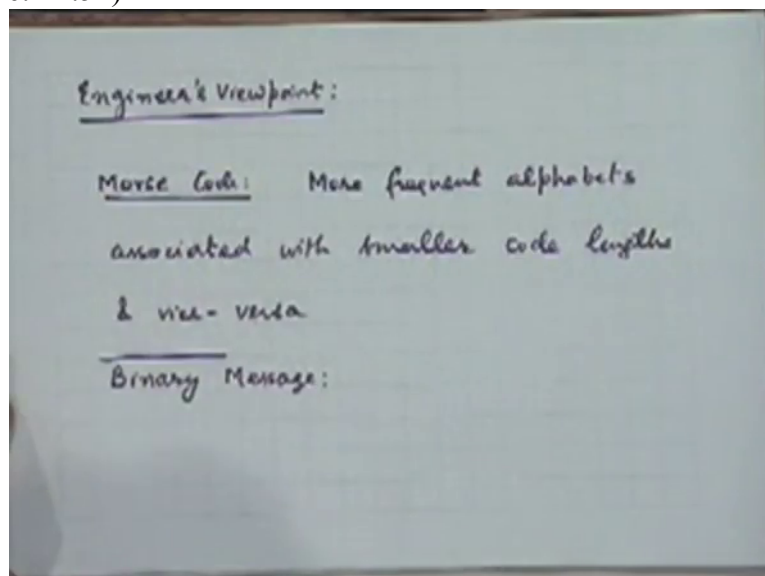 Engineer's Viewpoint:
Morse Code: More frequent alphabets
associated with smaller code lengths
& vice-versa
Binary Message: